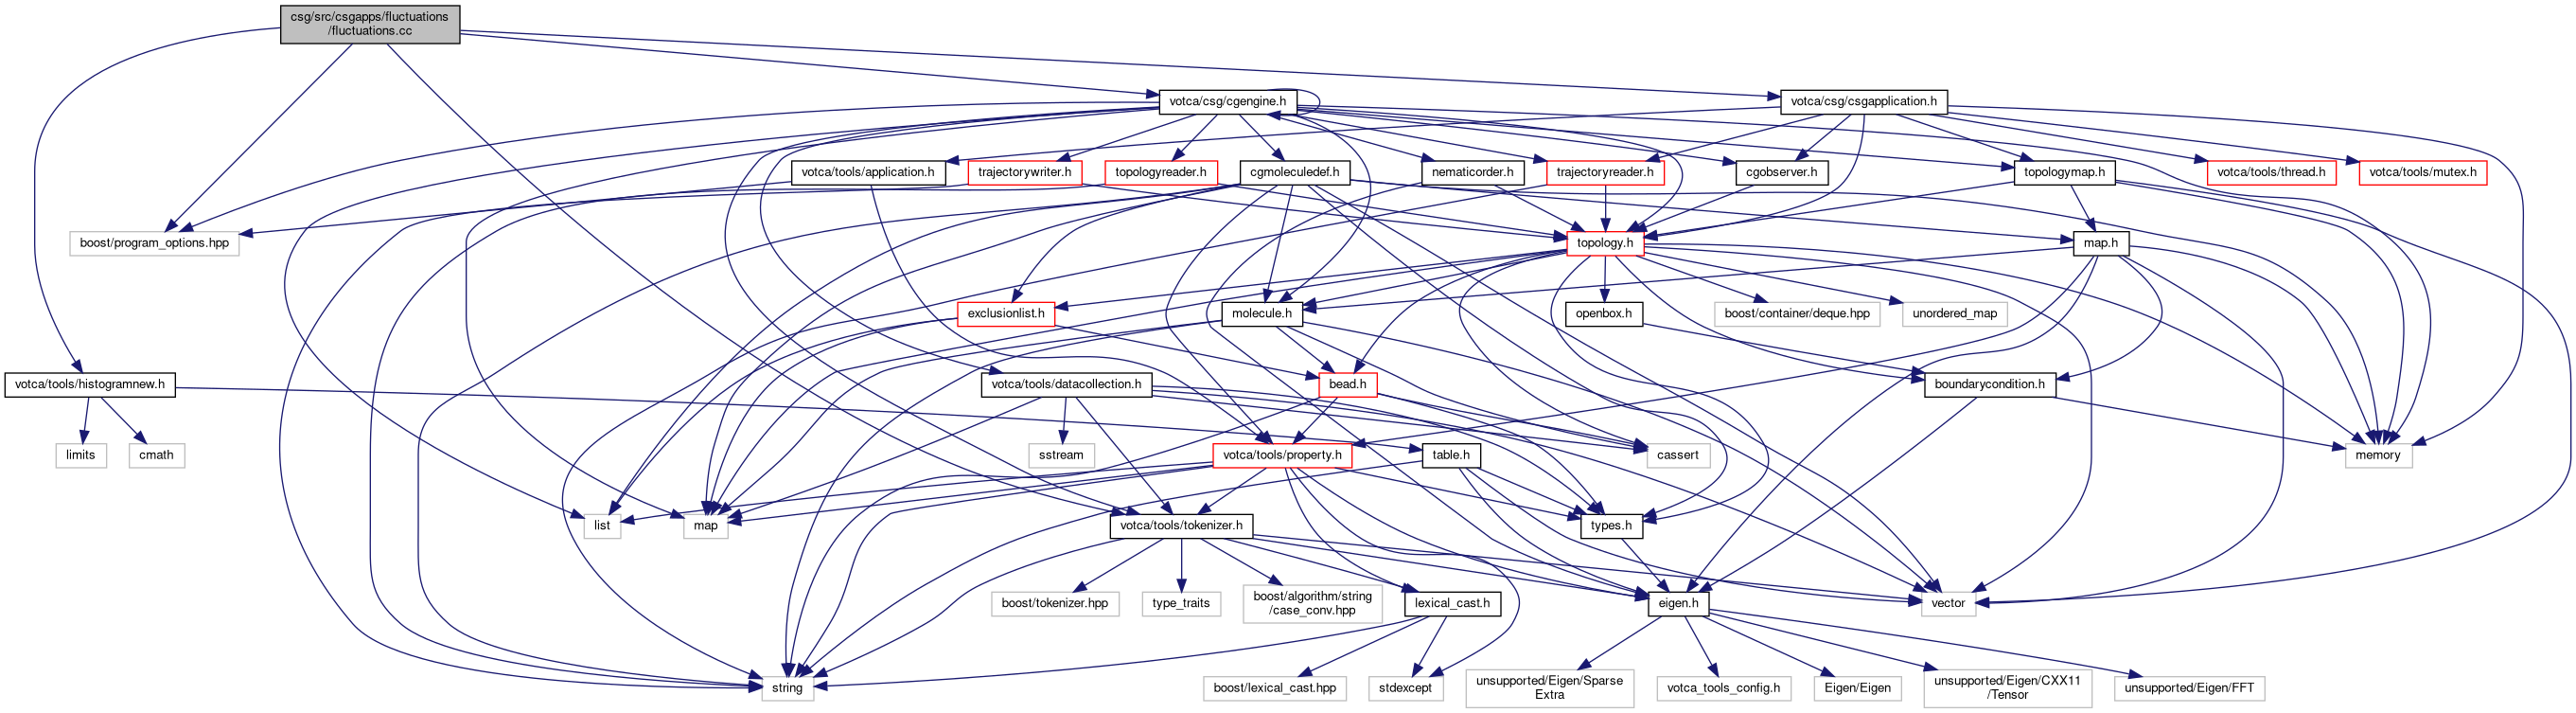 csg/src/csgapps/fluctuations
/fluctuations.cc
votca/csg/cgengine.h
votca/csg/csgapplication.h
votca/tools/application.h
trajectorywriter.h
topologyreader.h
cgmoleculedef.h
nematicorder.h
trajectoryreader.h
cgobserver.h
topologymap.h
votca/tools/thread.h
votca/tools/mutex.h
boost/program_options.hpp
topology.h
map.h
exclusionlist.h
molecule.h
openbox.h
boost/container/deque.hpp
unordered_map
votca/tools/histogramnew.h
votca/tools/datacollection.h
bead.h
boundarycondition.h
limits
cmath
sstream
votca/tools/property.h
table.h
cassert
memory
list
map
votca/tools/tokenizer.h
types.h
boost/tokenizer.hpp
type_traits
boost/algorithm/string
/case_conv.hpp
lexical_cast.h
eigen.h
vector
string
boost/lexical_cast.hpp
stdexcept
unsupported/Eigen/Sparse
Extra
votca_tools_config.h
Eigen/Eigen
unsupported/Eigen/CXX11
/Tensor
unsupported/Eigen/FFT